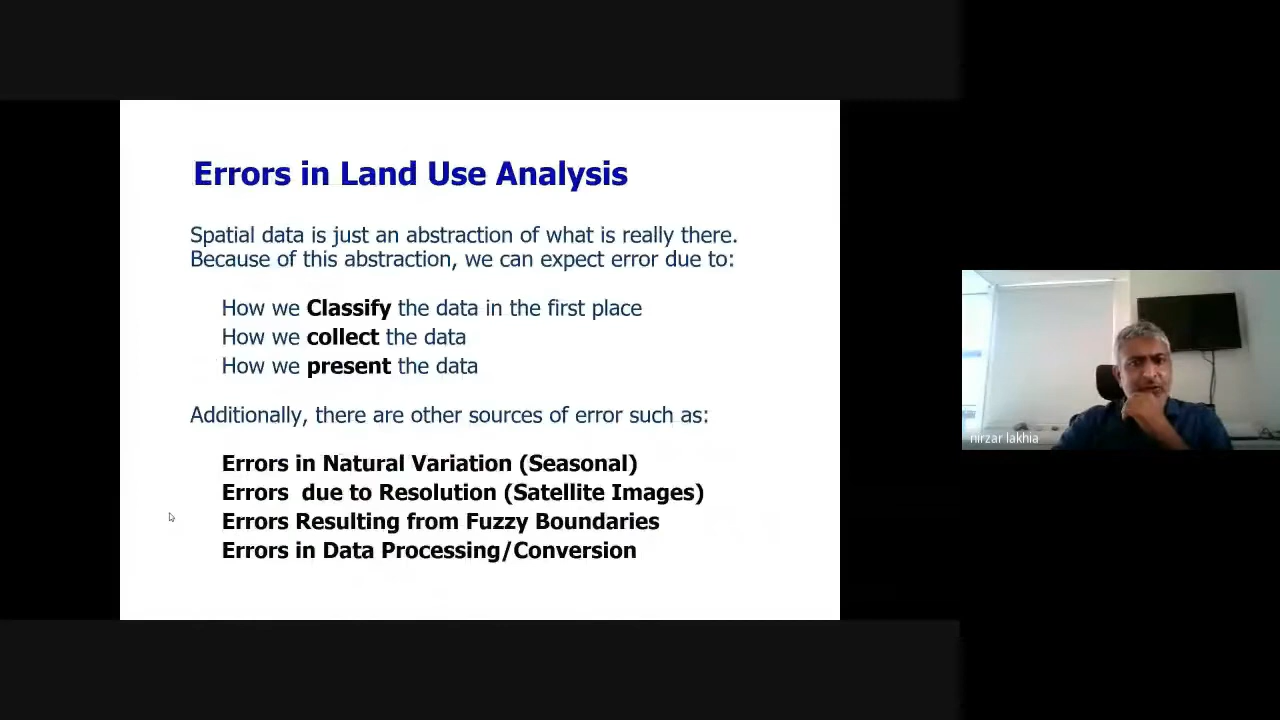 Errors in Land Use Analysis
Spatial data is just an abstraction of what is really there.
Because of this abstraction, we can expect error due to:
How we Classify the data in the first place
How we collect the data
How we present the data
Additionally, there are other sources of error such as:
Errors in Natural Variation (Seasonal)
Errors due to Resolution (Satellite Images)
Errors Resulting from Fuzzy Boundaries
Errors in Data Processing/Conversion
nirzar lakhia